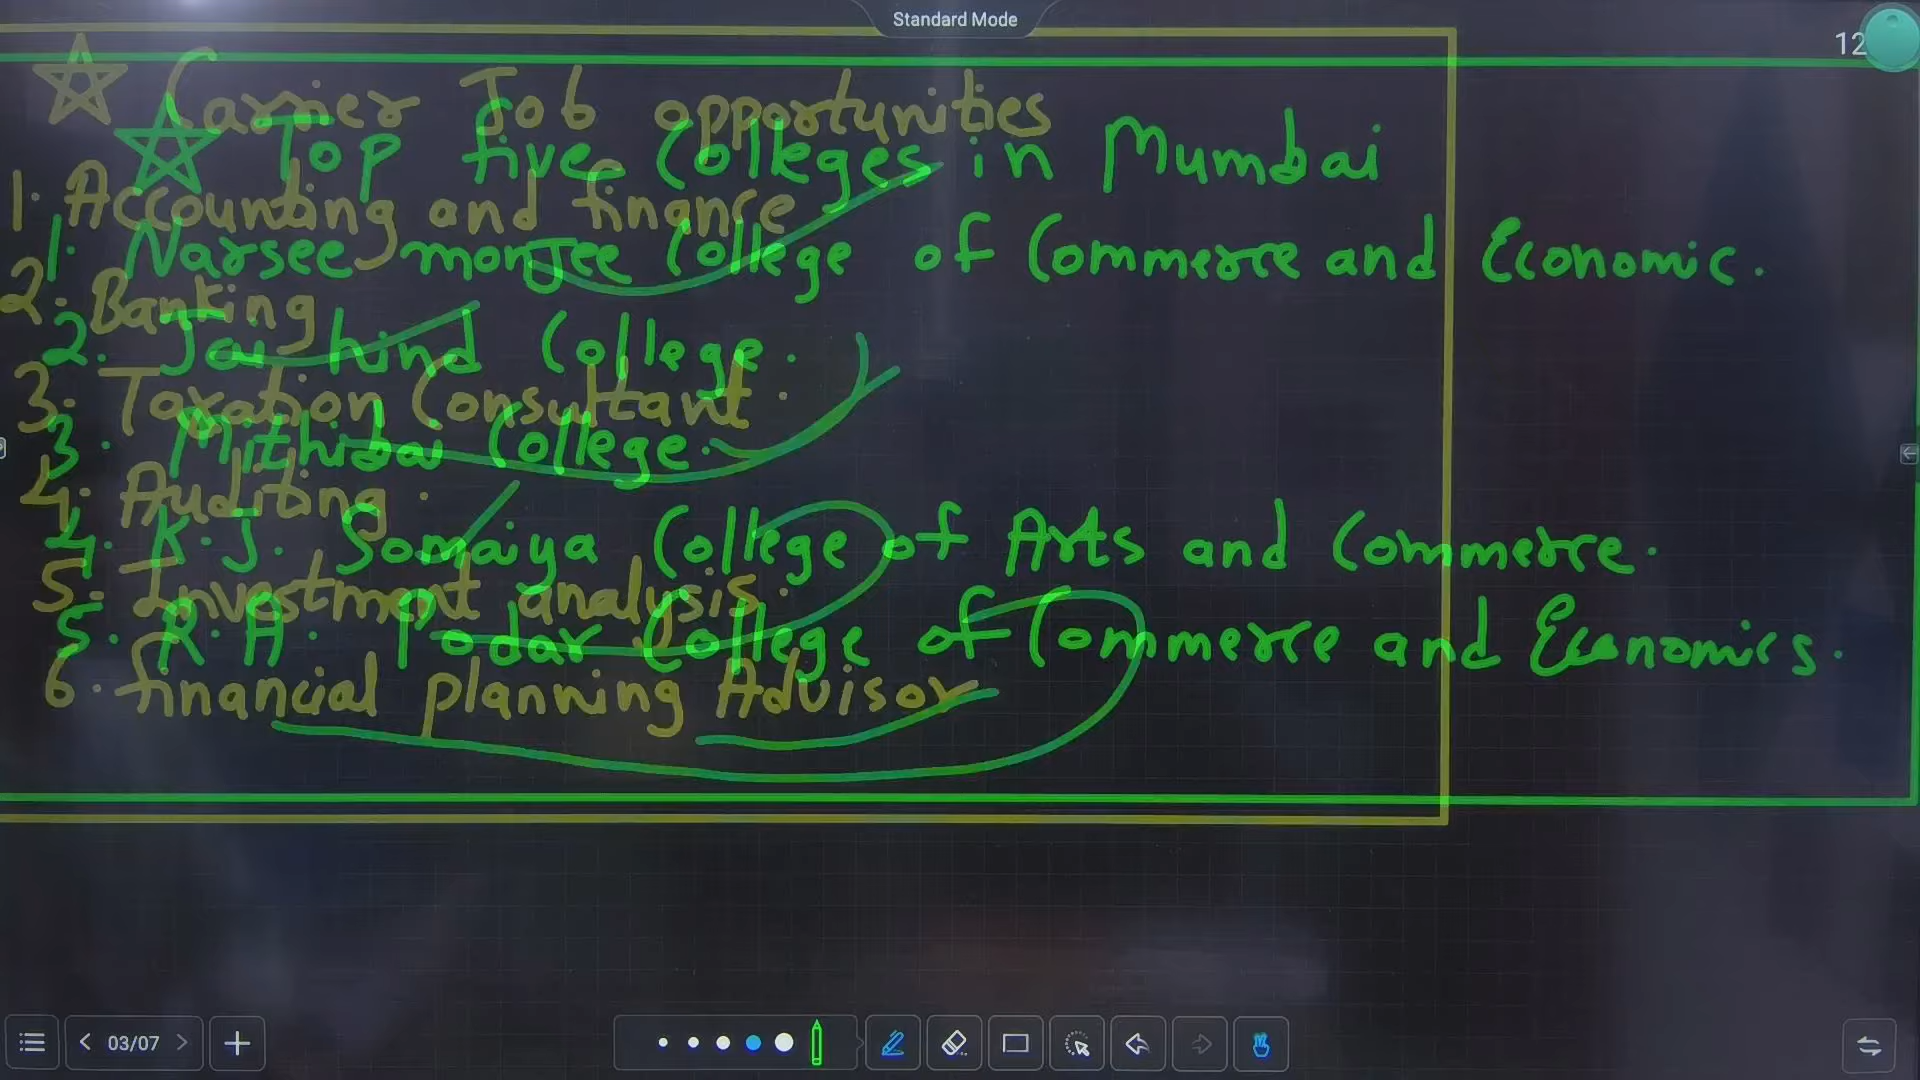 Standard Mode
12
Carrier Job opportunities
Top five Colleges in Mumbai
1. Accounting and finance
1. Narsee monjee College of Commerce and Economic.
2. Banking
2. Jai hind College.
3. Taxation Consultant.
3. Mithibai College.
4. Auditing.
4. K.J. Somaiya College of Arts and Commerce.
5. Investment analysis.
5. R.A. Podar College of Commerce and Economics.
6. financial planning Advisor
03/07